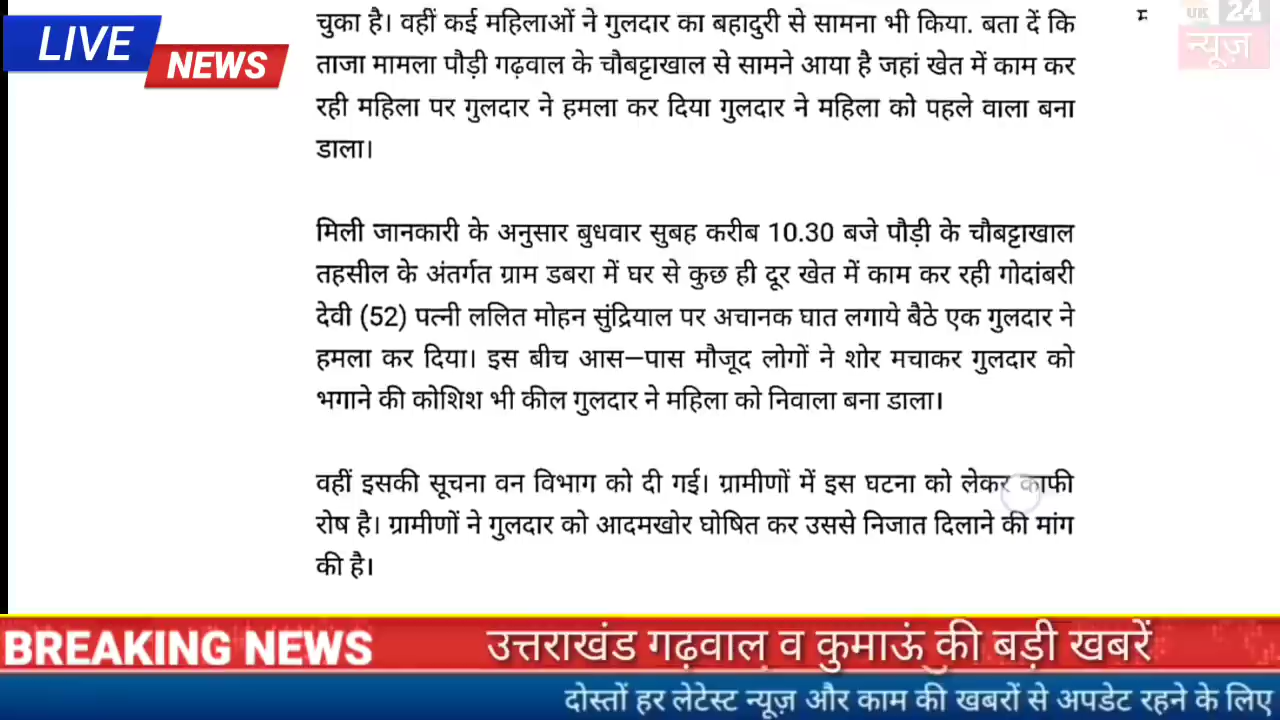 LIVE
NEWS
UK 24
न्यूज़
चुका है। वहीं कई महिलाओं ने गुलदार का बहादुरी से सामना भी किया. बता दें कि
ताजा मामला पौड़ी गढ़वाल के चौबट्टाखाल से सामने आया है जहां खेत में काम कर
रही महिला पर गुलदार ने हमला कर दिया गुलदार ने महिला को पहले वाला बना
डाला।
मिली जानकारी के अनुसार बुधवार सुबह करीब 10.30 बजे पौड़ी के चौबट्टाखाल
तहसील के अंतर्गत ग्राम डबरा में घर से कुछ ही दूर खेत में काम कर रही गोदांबरी
देवी (52) पत्नी ललित मोहन सुंद्रियाल पर अचानक घात लगाये बैठे एक गुलदार ने
हमला कर दिया। इस बीच आस–पास मौजूद लोगों ने शोर मचाकर गुलदार को
भगाने की कोशिश भी कील गुलदार ने महिला को निवाला बना डाला।
वहीं इसकी सूचना वन विभाग को दी गई। ग्रामीणों में इस घटना को लेकर काफी
रोष है। ग्रामीणों ने गुलदार को आदमखोर घोषित कर उससे निजात दिलाने की मांग
की है।
BREAKING NEWS
उत्तराखंड गढ़वाल व कुमाऊं की बड़ी खबरें
दोस्तों हर लेटेस्ट न्यूज़ और काम की खबरों से अपडेट रहने के लिए